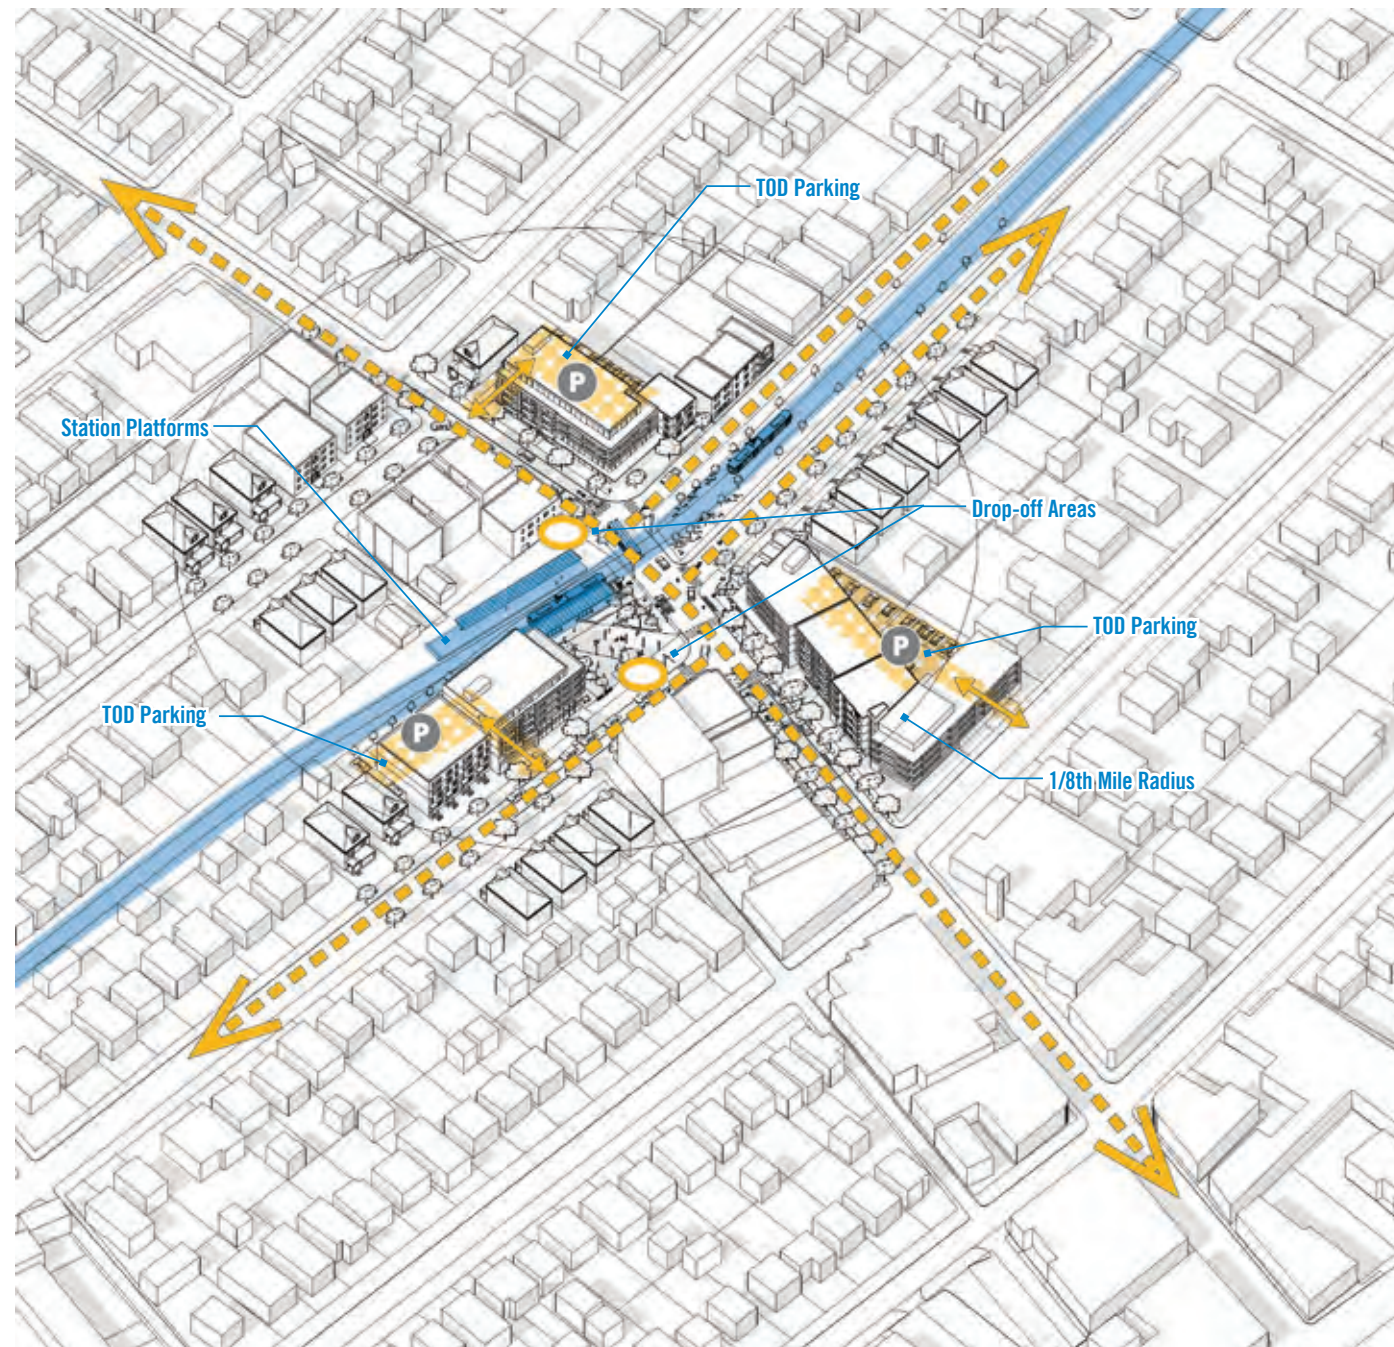 TOD Parking
P
Station Platforms
Drop-off Areas
TOD Parking
P
TOD Parking
P
1/8th Mile Radius